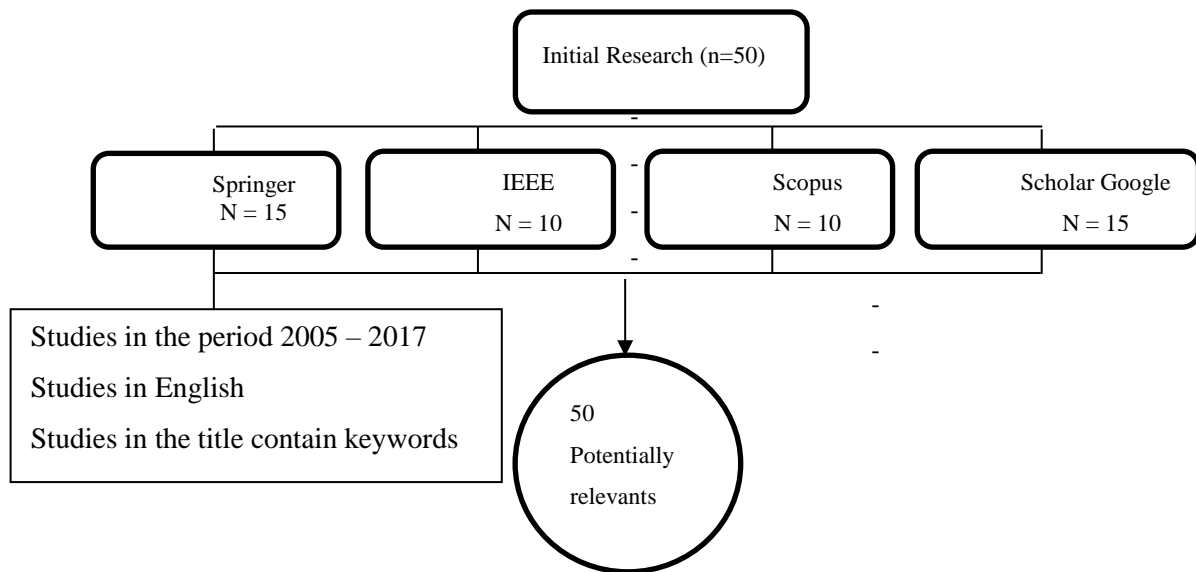 Initial Research (n=50)
Springer
N = 15
IEEE
N = 10
Scopus
N = 10
Scholar Google
N = 15
Studies in the period 2005 – 2017
Studies in English
Studies in the title contain keywords
50
Potentially
relevants